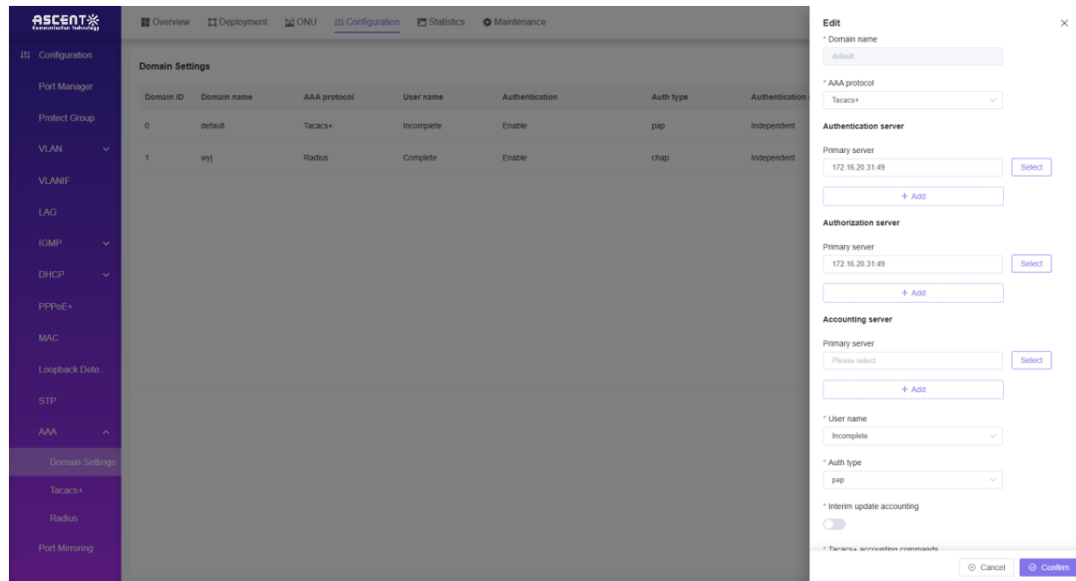 ASCENT
Communication Technology
Overview Deployment ONU Configuration Statistics Maintenance
Configuration
Port Manager
Protect Group
VLAN
VLANIF
LAG
IGMP
DHCP
PPPoE+
MAC
Loopback Dete...
STP
AAA
Domain Settings
Tacacs+
Radius
Port Mirroring
Domain Settings
Domain ID Domain name AAA protocol User name Authentication Auth type Authentication
0 default Tacacs+ Incomplete Enable pap Independent
1 wyj Radius Complete Enable chap Independent
Edit
* Domain name
default
* AAA protocol
Tacacs+
Authentication server
Primary server
172.16.20.31:49 Select
+ Add
Authorization server
Primary server
172.16.20.31:49 Select
+ Add
Accounting server
Primary server
Please select Select
+ Add
* User name
Incomplete
* Auth type
pap
* Interim update accounting
* Tacacs+ accounting commands
Cancel Confirm